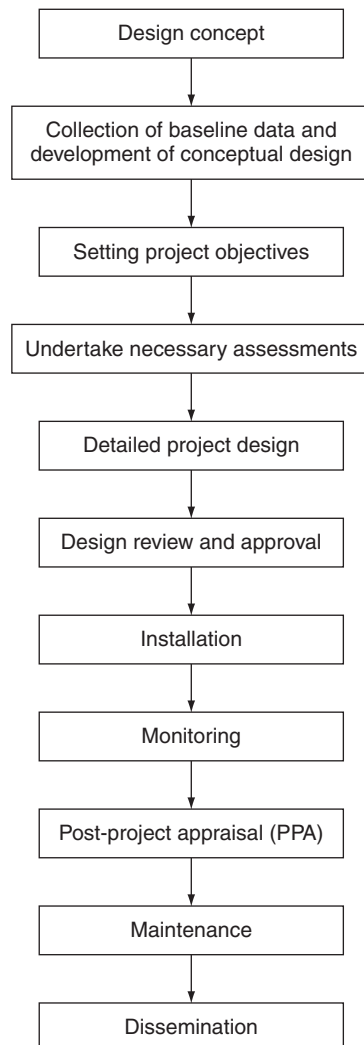 Design concept
Collection of baseline data and
development of conceptual design
Setting project objectives
Undertake necessary assessments
Detailed project design
Design review and approval
Installation
Monitoring
Post-project appraisal (PPA)
Maintenance
Dissemination